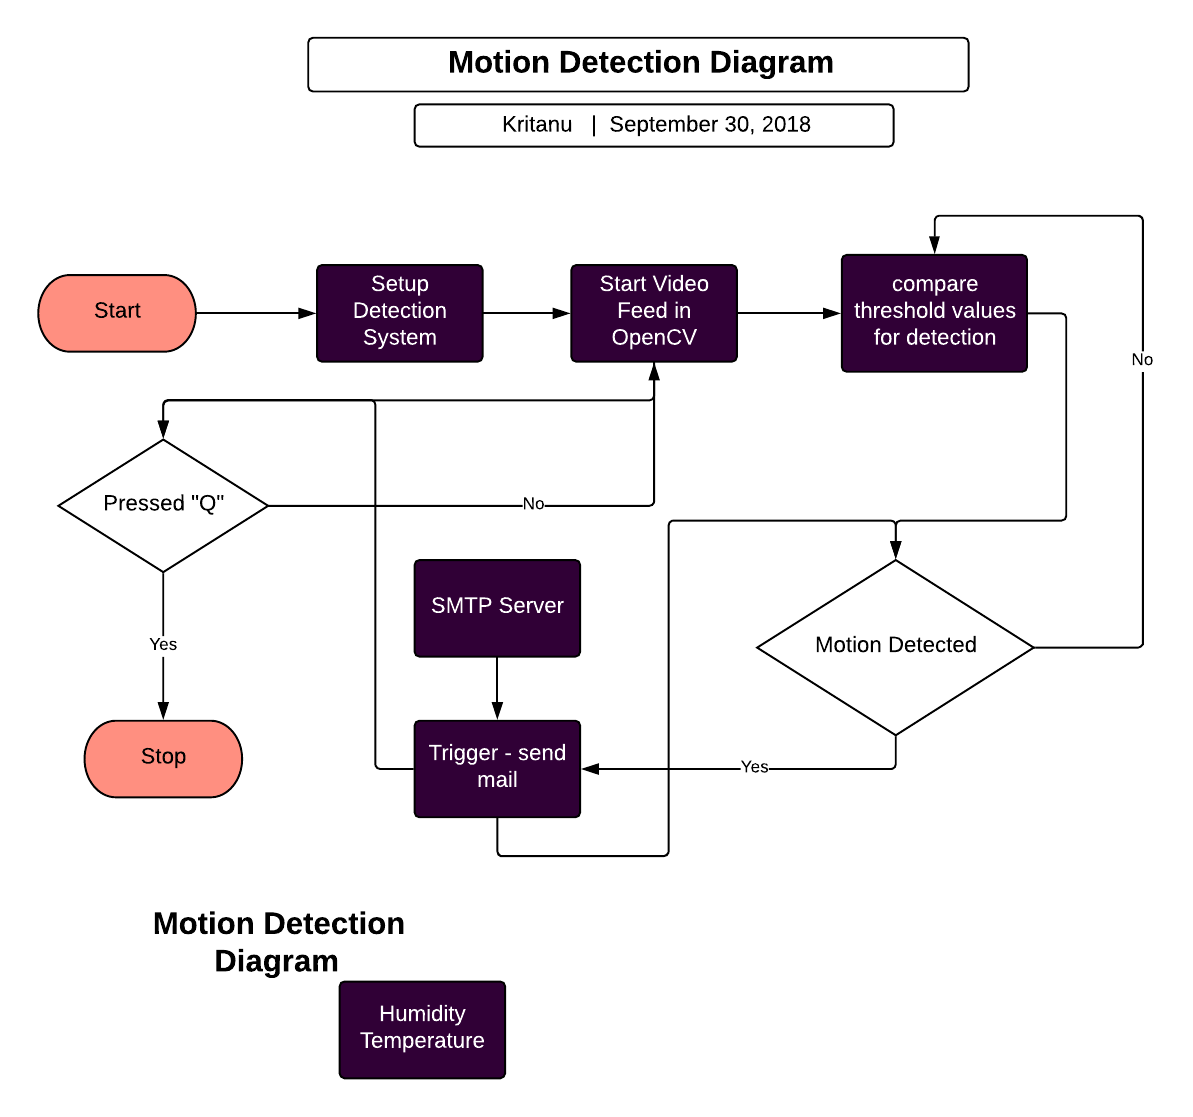 Motion Detection Diagram
Kritanu | September 30, 2018
Start
Setup
Detection
System
Start Video
Feed in
OpenCV
compare
threshold values
for detection
No
Pressed "Q"
No
Yes
Stop
SMTP Server
Trigger - send
mail
Yes
Motion Detected
Motion Detection
Diagram
Humidity
Temperature